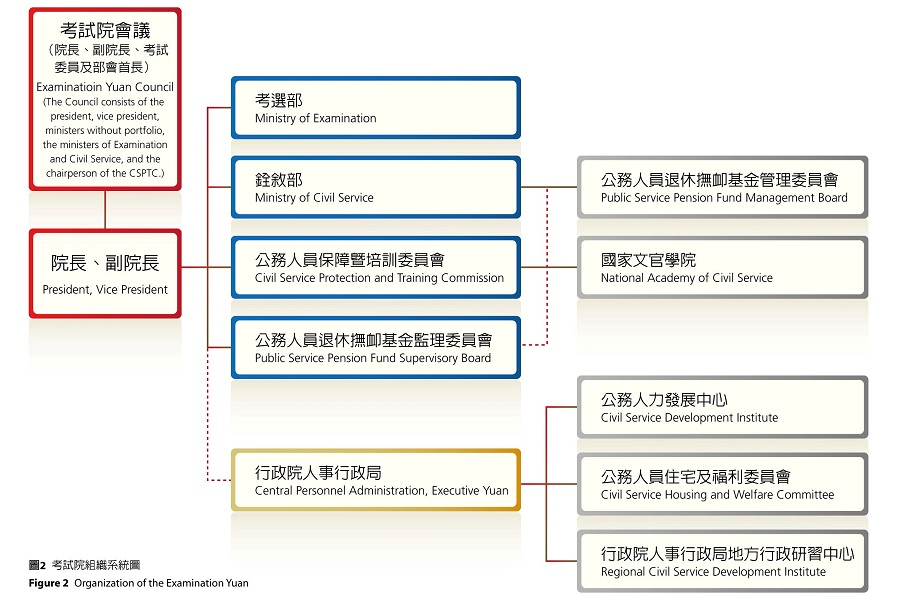 考試院會議
（院長、副院長、考試
委員及部會首長）
Examinatioin Yuan Council
(The Council consists of the
president, vice president,
ministers without portfolio,
the ministers of Examination
and Civil Service, and the
chairperson of the CSPTC.)
院長、副院長
President, Vice President
考選部
Ministry of Examination
銓敘部
Ministry of Civil Service
公務人員保障暨培訓委員會
Civil Service Protection and Training Commission
公務人員退休撫卹基金監理委員會
Public Service Pension Fund Supervisory Board
行政院人事行政局
Central Personnel Administration, Executive Yuan
公務人員退休撫卹基金管理委員會
Public Service Pension Fund Management Board
國家文官學院
National Academy of Civil Service
公務人力發展中心
Civil Service Development Institute
公務人員住宅及福利委員會
Civil Service Housing and Welfare Committee
行政院人事行政局地方行政研習中心
Regional Civil Service Development Institute
圖2 考試院組織系統圖
Figure 2 Organization of the Examination Yuan